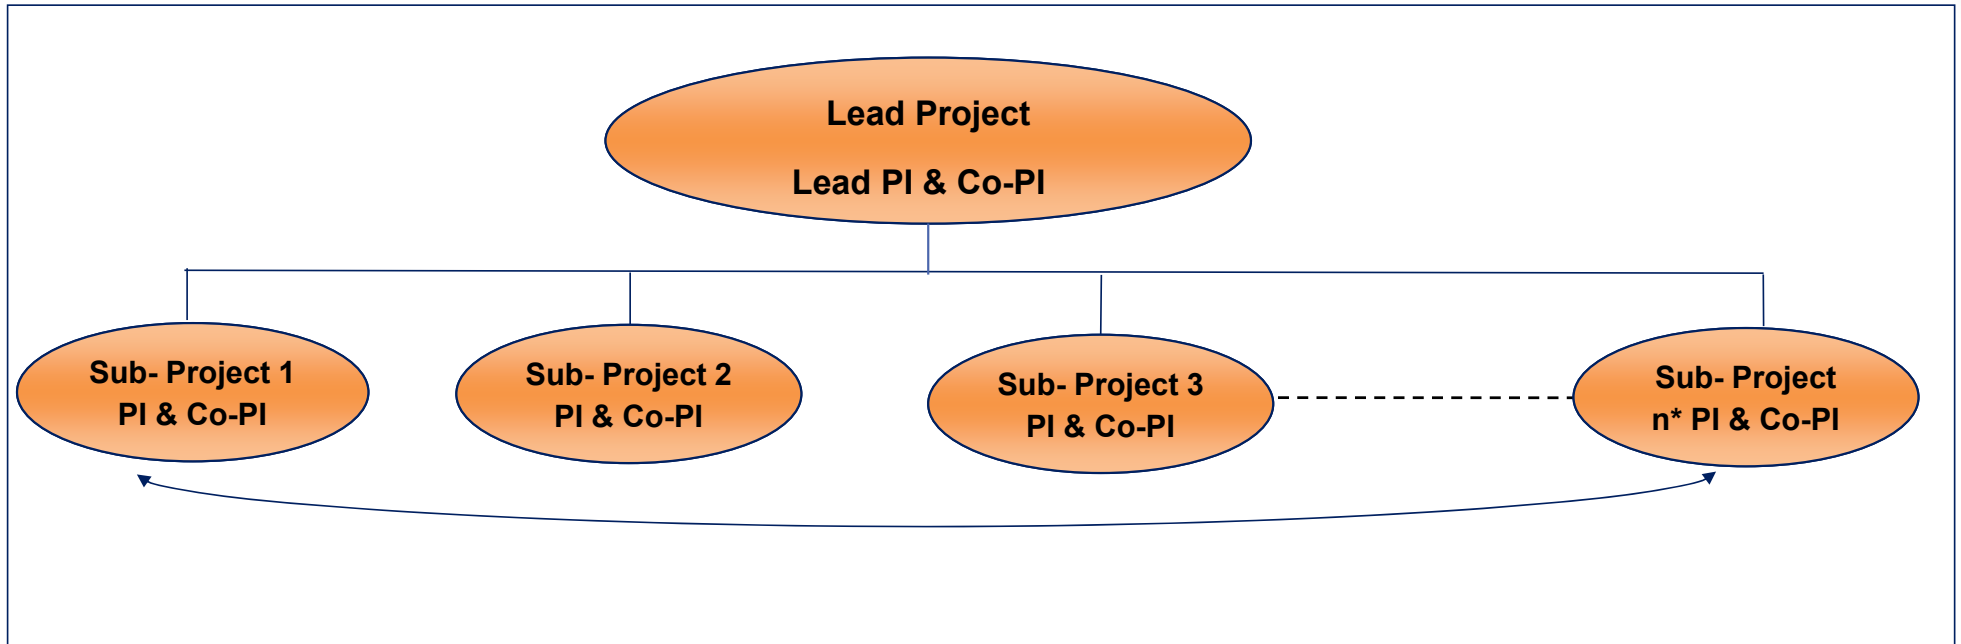 Lead Project
Lead PI & Co-PI
Sub- Project 1
PI & Co-PI
Sub- Project 2
PI & Co-PI
Sub- Project 3
PI & Co-PI
Sub- Project
n* PI & Co-PI